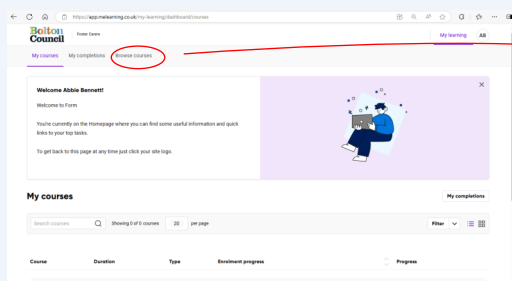 https://app.melearning.co.uk/my-learning/dashboard/courses
Bolton Council
Foster Carers
My learning AB
My courses My completions Browse courses
Welcome Abbie Bennett!
Welcome to Form
You're currently on the Homepage where you can find some useful information and quick
links to your top tasks.
To get back to this page at any time just click your site logo.
My courses
My completions
Search courses Showing 0 of 0 courses 20 per page Filter
Course Duration Type Enrolment progress Progress